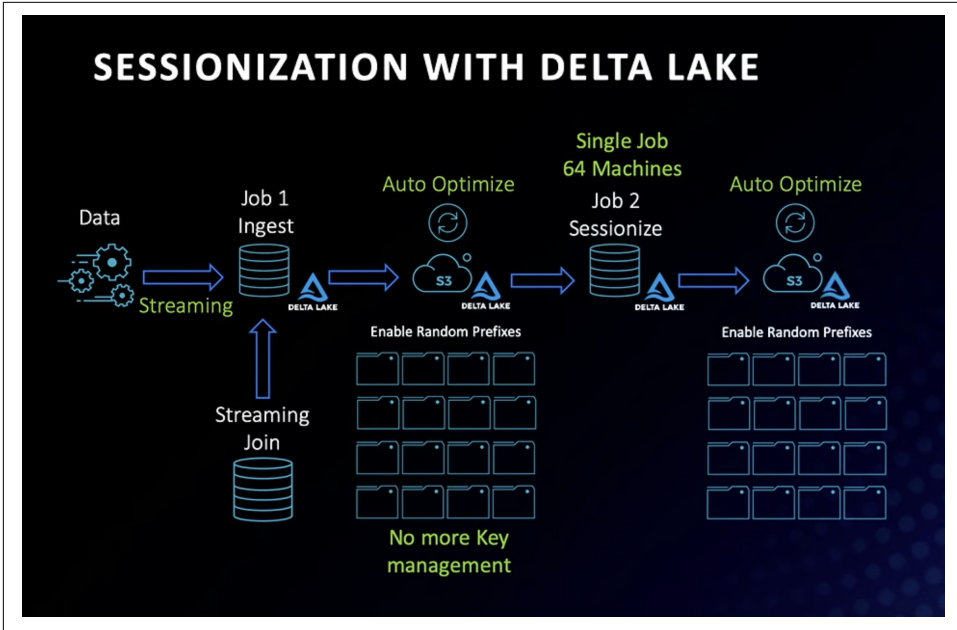 SESSIONIZATION WITH DELTA LAKE
Data
Streaming
Job 1
Ingest
DELTA LAKE
Streaming
Join
Auto Optimize
S3
DELTA LAKE
Enable Random Prefixes
No more Key
management
Single Job
64 Machines
Job 2
Sessionize
DELTA LAKE
Auto Optimize
S3
DELTA LAKE
Enable Random Prefixes